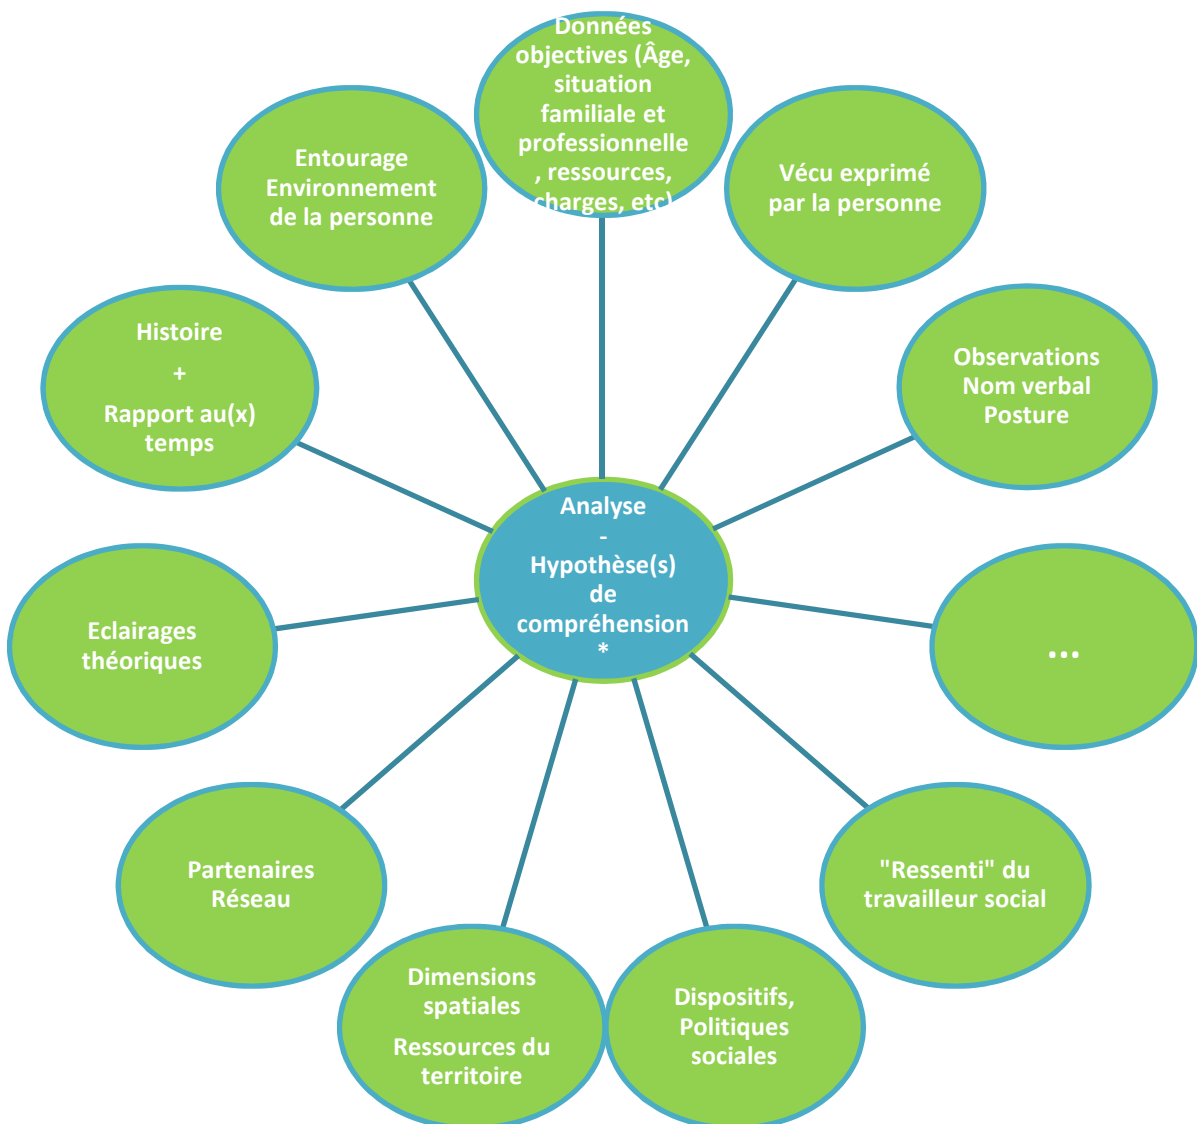 Données
objectives (Âge,
situation
familiale et
professionnelle
, ressources,
charges, etc)
Vécu exprimé
par la personne
Observations
Nom verbal
Posture
...
"Ressenti" du
travailleur social
Dispositifs,
Politiques
sociales
Dimensions
spatiales
Ressources du
territoire
Partenaires
Réseau
Eclairages
théoriques
Histoire
+
Rapport au(x)
temps
Entourage
Environnement
de la personne
Analyse
-
Hypothèse(s)
de
compréhension
*